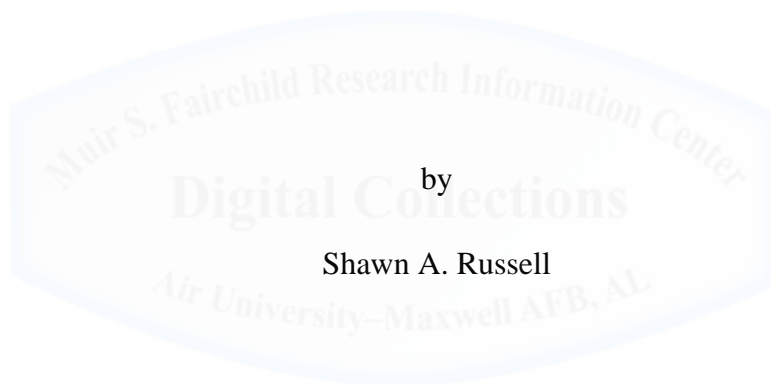 Muir S. Fairchild Research Information Center
by
Digital Collections
Shawn A. Russell
Air University–Maxwell AFB, AL